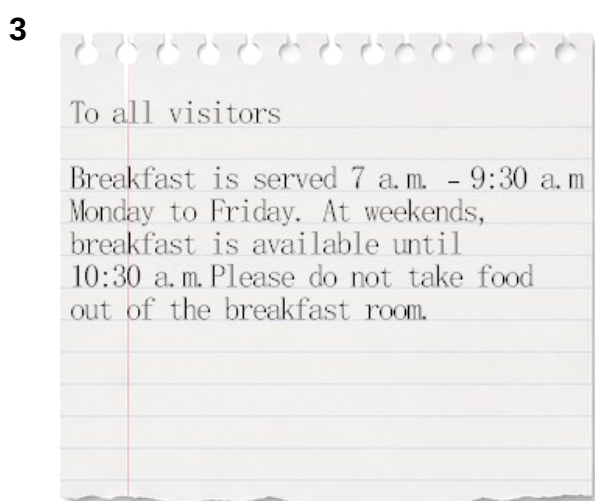 3
To all visitors
Breakfast is served 7 a.m. - 9:30 a.m
Monday to Friday. At weekends,
breakfast is available until
10:30 a.m. Please do not take food
out of the breakfast room.